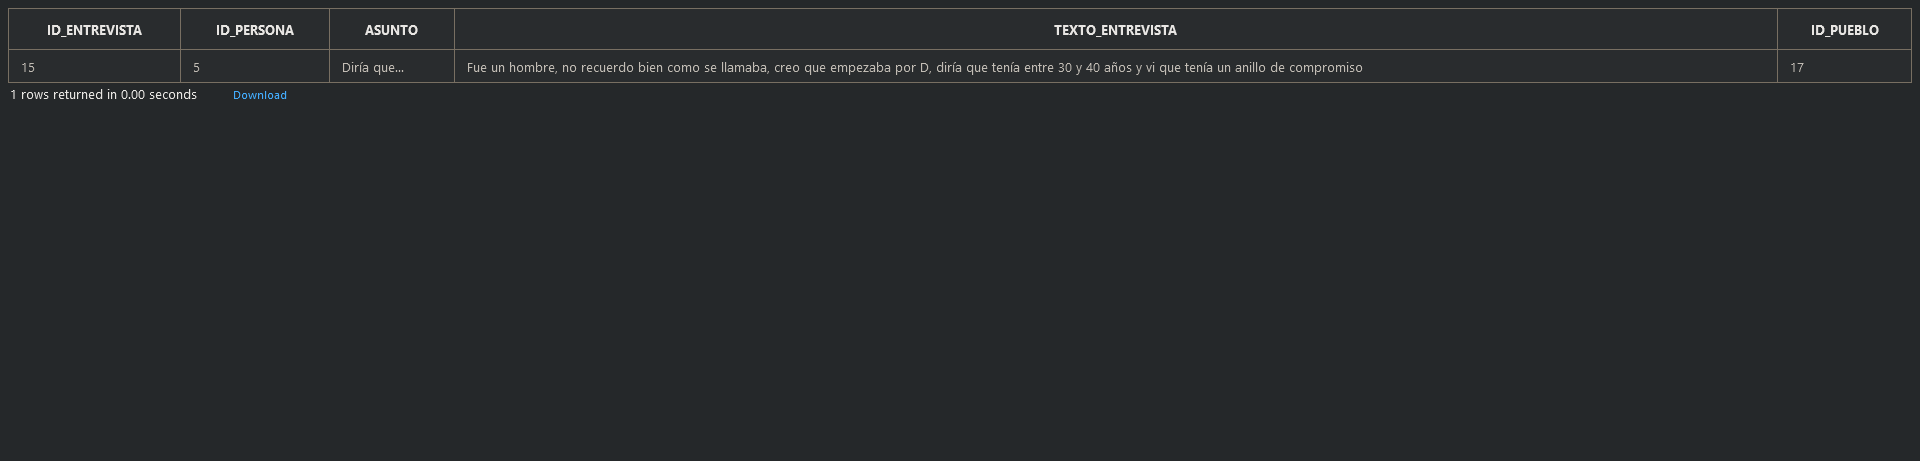 ID_ENTREVISTA ID_PERSONA ASUNTO TEXTO_ENTREVISTA ID_PUEBLO
15 5 Diría que... Fue un hombre, no recuerdo bien como se llamaba, creo que empezaba por D, diría que tenía entre 30 y 40 años y vi que tenía un anillo de compromiso 17
1 rows returned in 0.00 seconds Download